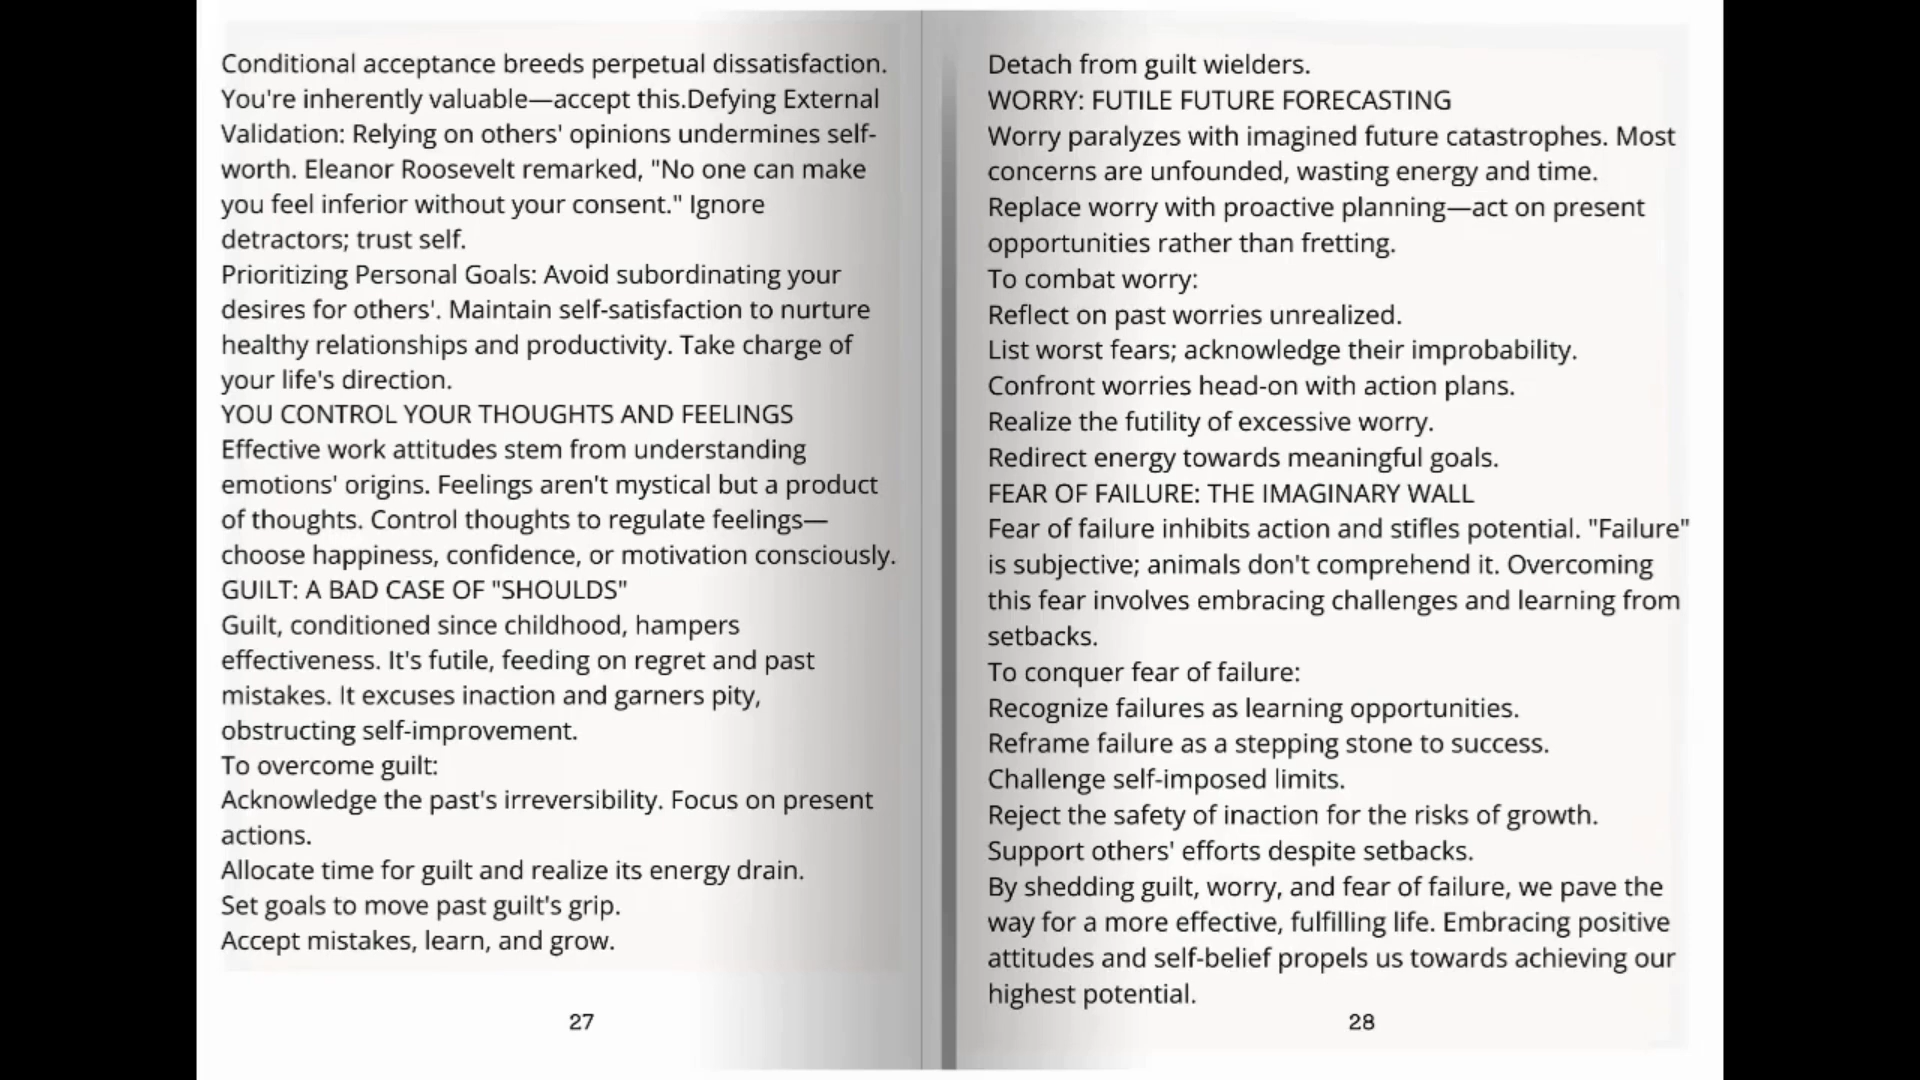 Conditional acceptance breeds perpetual dissatisfaction.
You're inherently valuable—accept this.Defying External
Validation: Relying on others' opinions undermines self-
worth. Eleanor Roosevelt remarked, "No one can make
you feel inferior without your consent." Ignore
detractors; trust self.
Prioritizing Personal Goals: Avoid subordinating your
desires for others'. Maintain self-satisfaction to nurture
healthy relationships and productivity. Take charge of
your life's direction.
YOU CONTROL YOUR THOUGHTS AND FEELINGS
Effective work attitudes stem from understanding
emotions' origins. Feelings aren't mystical but a product
of thoughts. Control thoughts to regulate feelings—
choose happiness, confidence, or motivation consciously.
GUILT: A BAD CASE OF "SHOULDS"
Guilt, conditioned since childhood, hampers
effectiveness. It's futile, feeding on regret and past
mistakes. It excuses inaction and garners pity,
obstructing self-improvement.
To overcome guilt:
Acknowledge the past's irreversibility. Focus on present
actions.
Allocate time for guilt and realize its energy drain.
Set goals to move past guilt's grip.
Accept mistakes, learn, and grow.
27
Detach from guilt wielders.
WORRY: FUTILE FUTURE FORECASTING
Worry paralyzes with imagined future catastrophes. Most
concerns are unfounded, wasting energy and time.
Replace worry with proactive planning—act on present
opportunities rather than fretting.
To combat worry:
Reflect on past worries unrealized.
List worst fears; acknowledge their improbability.
Confront worries head-on with action plans.
Realize the futility of excessive worry.
Redirect energy towards meaningful goals.
FEAR OF FAILURE: THE IMAGINARY WALL
Fear of failure inhibits action and stifles potential. "Failure"
is subjective; animals don't comprehend it. Overcoming
this fear involves embracing challenges and learning from
setbacks.
To conquer fear of failure:
Recognize failures as learning opportunities.
Reframe failure as a stepping stone to success.
Challenge self-imposed limits.
Reject the safety of inaction for the risks of growth.
Support others' efforts despite setbacks.
By shedding guilt, worry, and fear of failure, we pave the
way for a more effective, fulfilling life. Embracing positive
attitudes and self-belief propels us towards achieving our
highest potential.
28